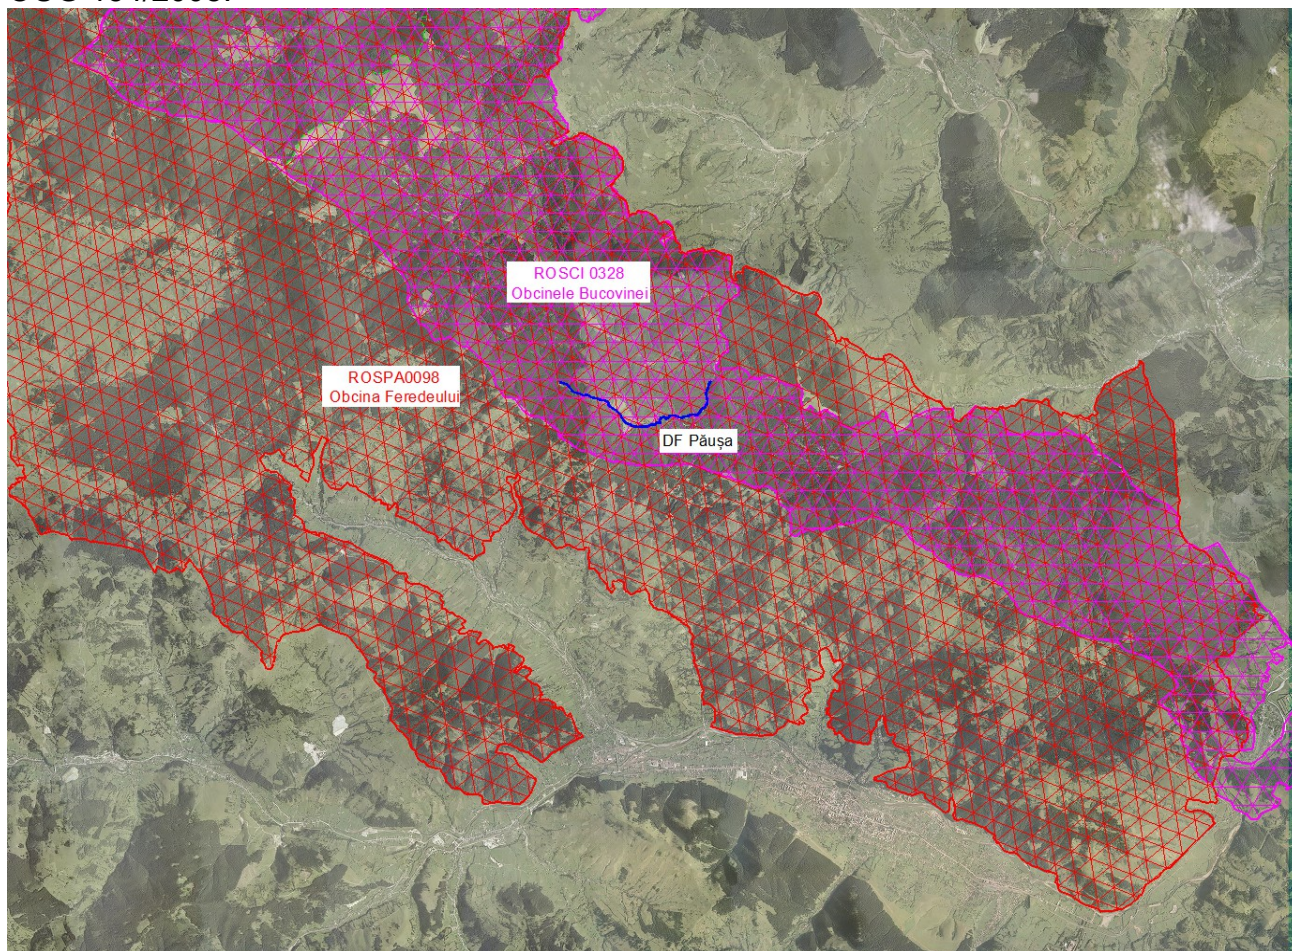 ROSCI 0328
Obcinele Bucovinei
ROSPA0098
Obcina Feredeului
DF Păușa